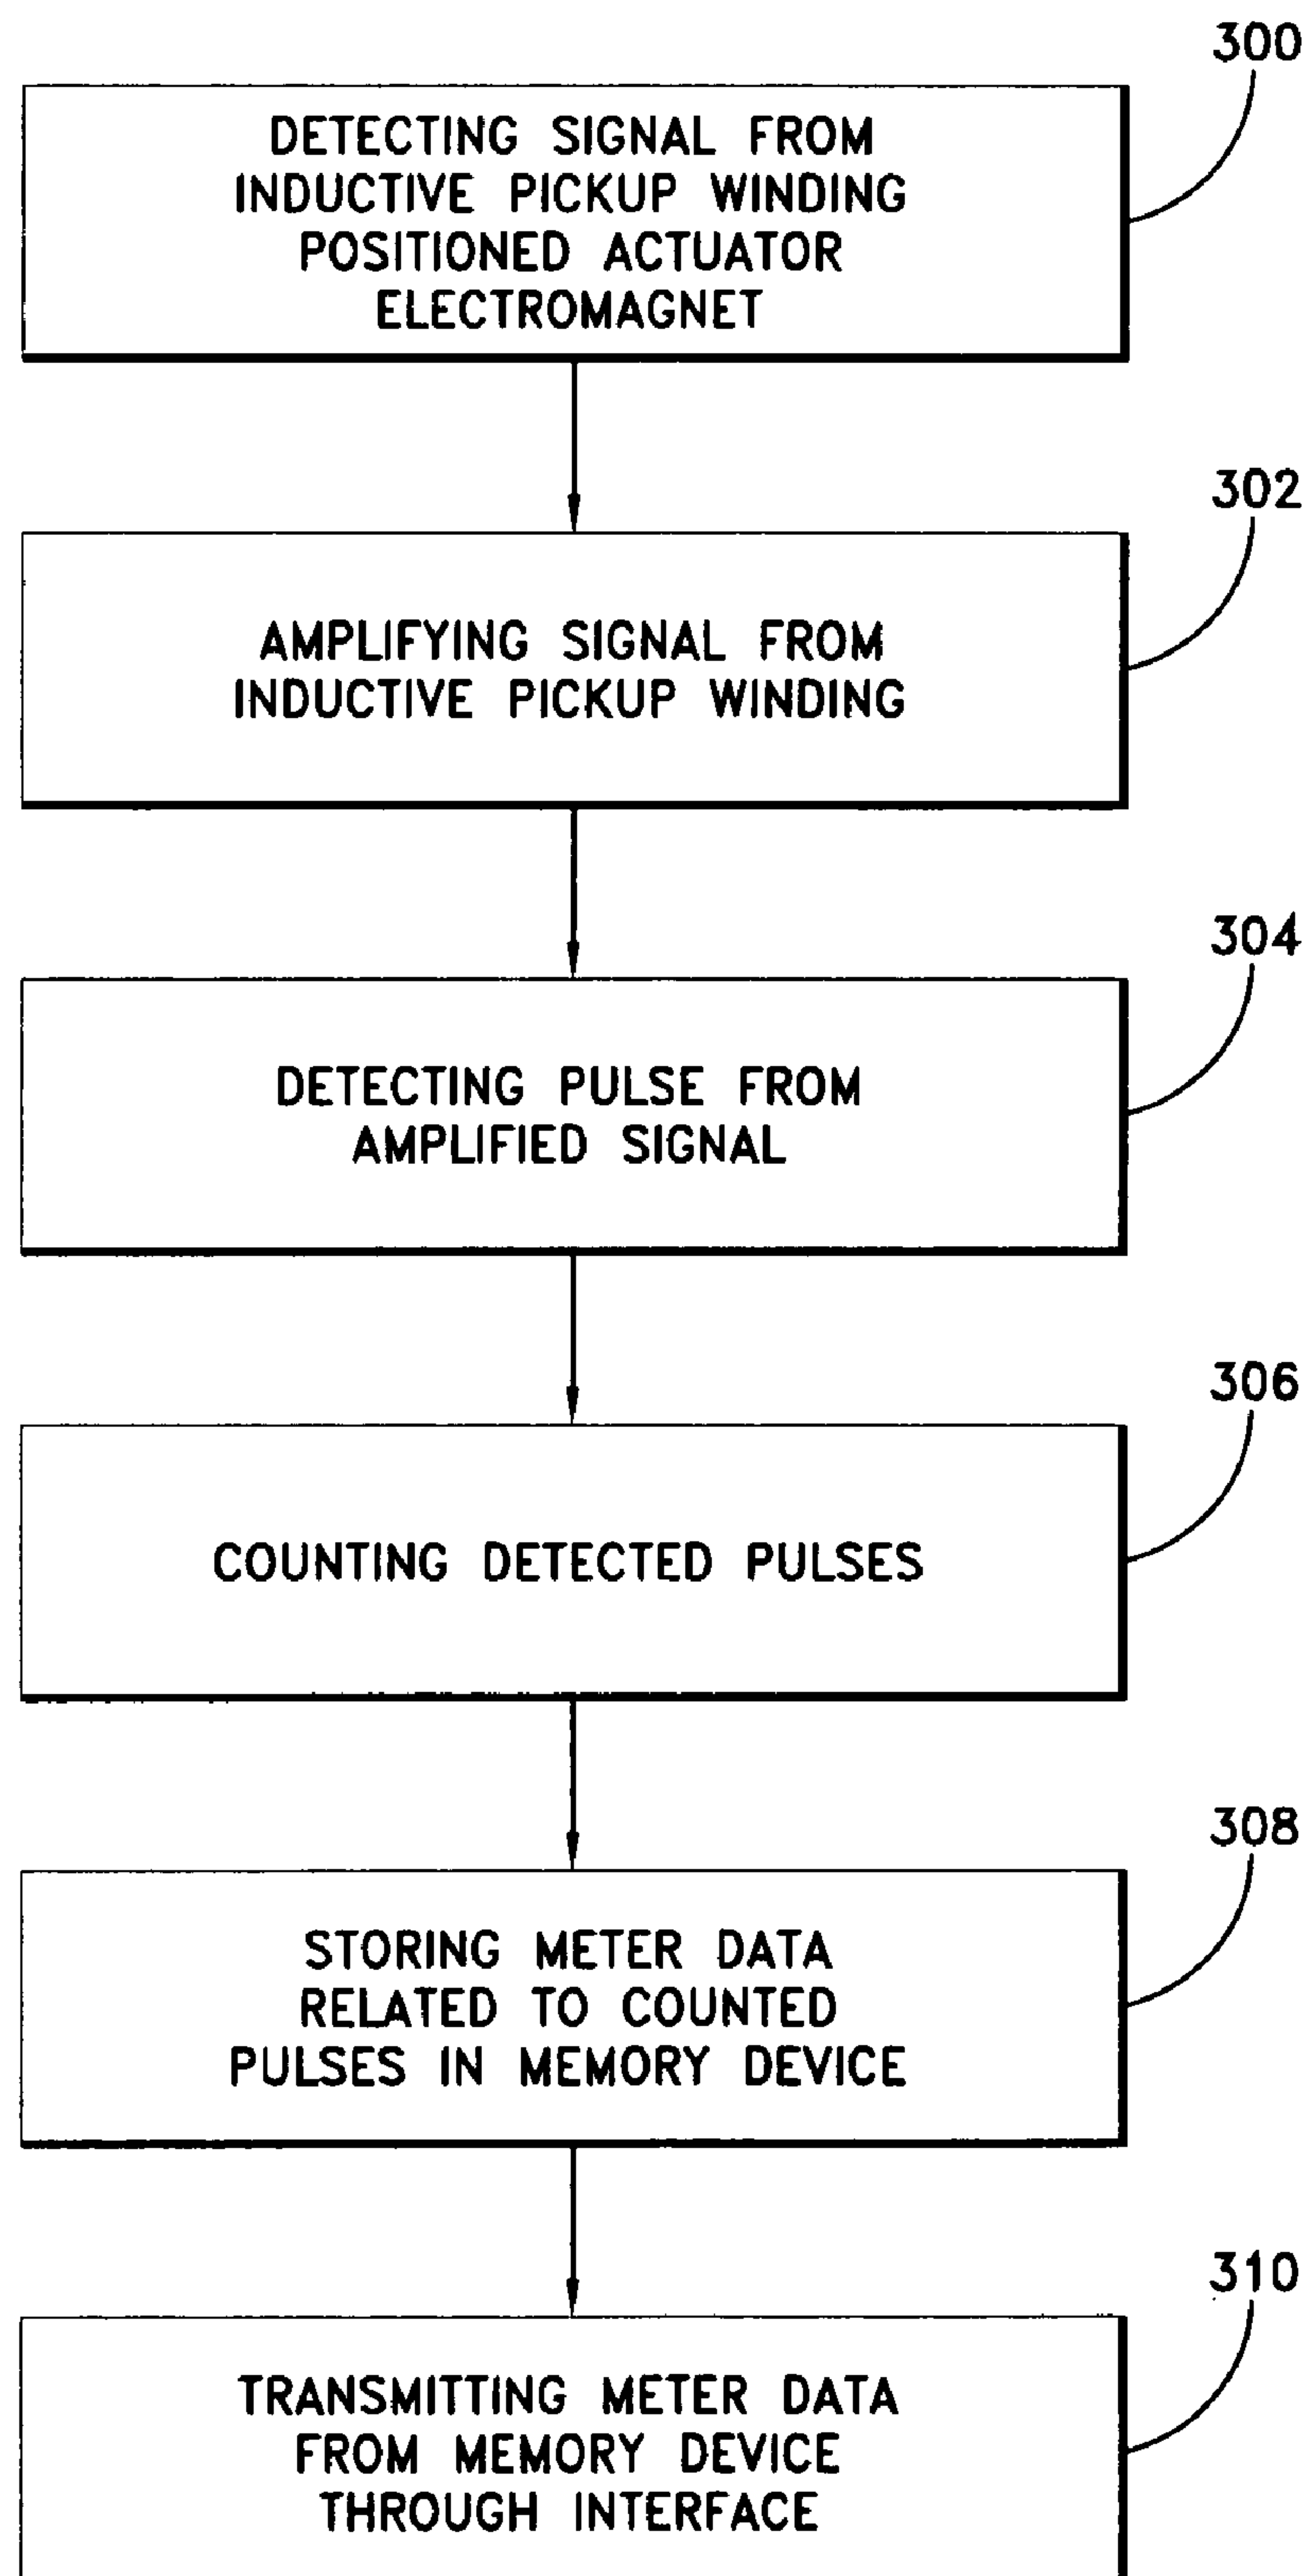 300
DETECTING SIGNAL FROM
INDUCTIVE PICKUP WINDING
POSITIONED ACTUATOR
ELECTROMAGNET
302
AMPLIFYING SIGNAL FROM
INDUCTIVE PICKUP WINDING
304
DETECTING PULSE FROM
AMPLIFIED SIGNAL
306
COUNTING DETECTED PULSES
308
STORING METER DATA
RELATED TO COUNTED
PULSES IN MEMORY DEVICE
310
TRANSMITTING METER DATA
FROM MEMORY DEVICE
THROUGH INTERFACE